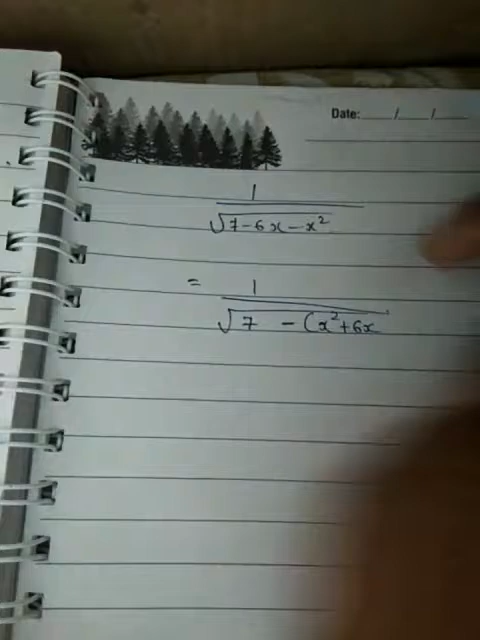 Date: / /
1
√7-6x-x²
= 1
√7 - (x²+6x